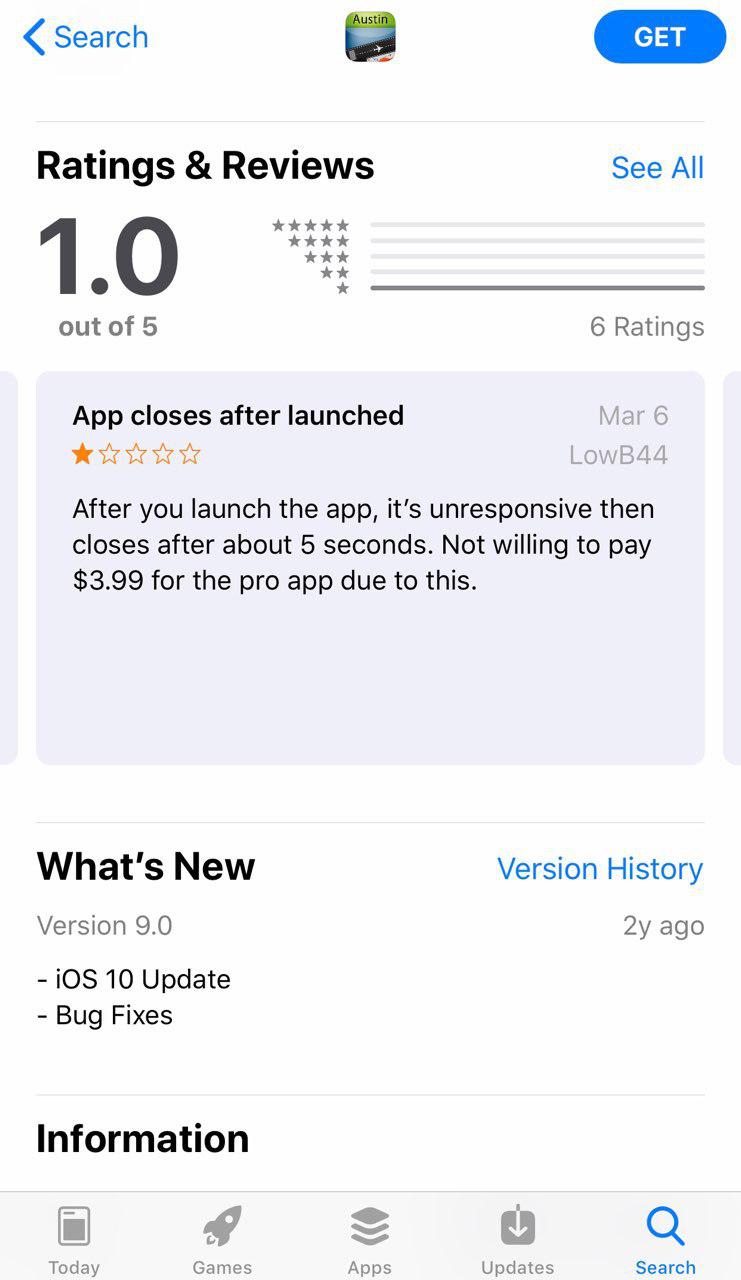 Search
Austin
GET
Ratings & Reviews
See All
1.0
out of 5
6 Ratings
App closes after launched
Mar 6
LowB44
After you launch the app, it’s unresponsive then
closes after about 5 seconds. Not willing to pay
$3.99 for the pro app due to this.
What’s New
Version History
Version 9.0
2y ago
- iOS 10 Update
- Bug Fixes
Information
Today
Games
Apps
Updates
Search